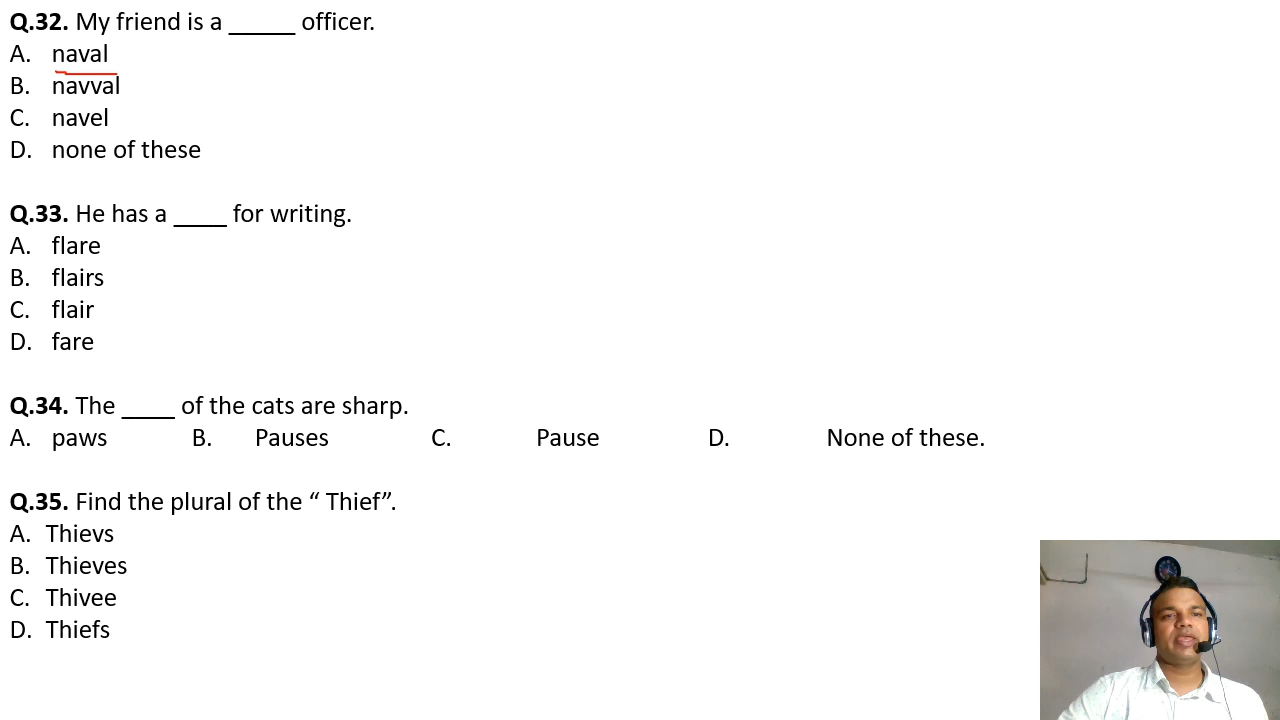 Q.32. My friend is a _____ officer.
A. naval
B. navval
C. navel
D. none of these
Q.33. He has a ____ for writing.
A. flare
B. flairs
C. flair
D. fare
Q.34. The ____ of the cats are sharp.
A. paws B. Pauses C. Pause D. None of these.
Q.35. Find the plural of the “ Thief”.
A. Thievs
B. Thieves
C. Thivee
D. Thiefs